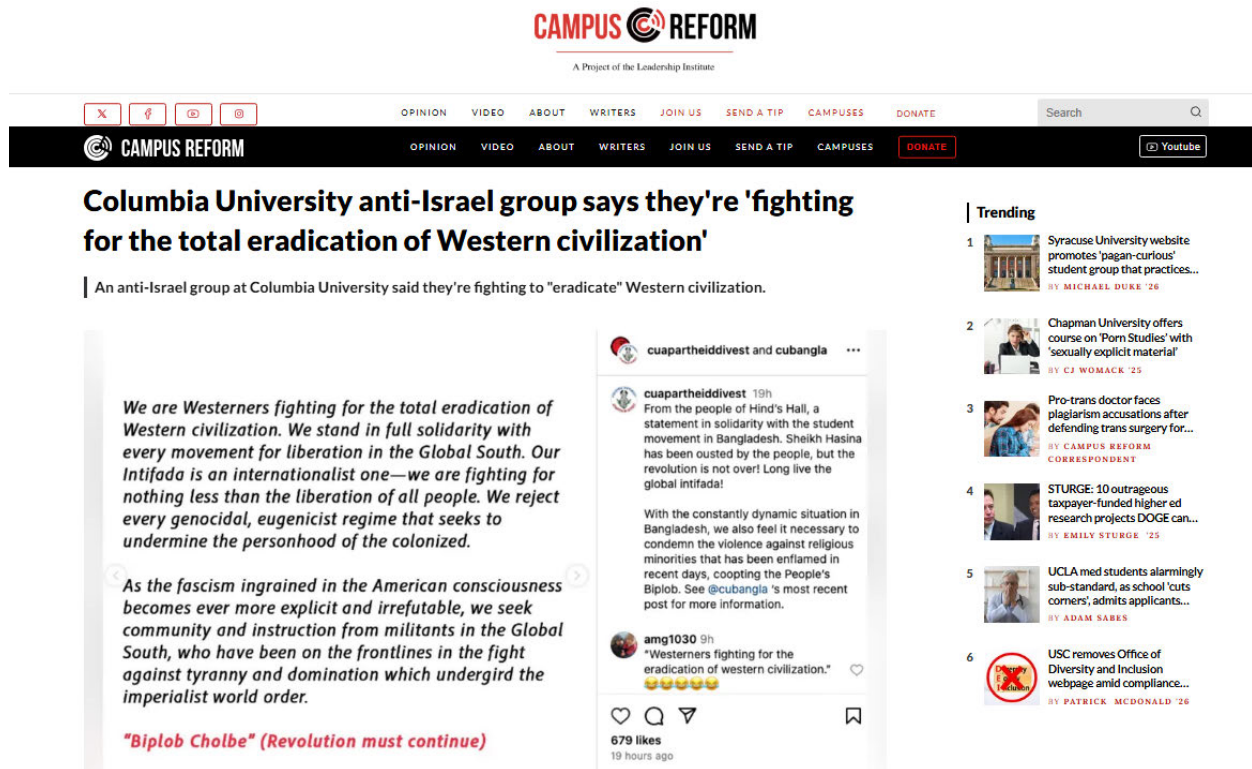 CAMPUS REFORM
A Project of the Leadership Institute
OPINION VIDEO ABOUT WRITERS JOIN US SEND A TIP CAMPUSES DONATE
Search
CAMPUS REFORM
OPINION VIDEO ABOUT WRITERS JOIN US SEND A TIP CAMPUSES DONATE
Youtube
Columbia University anti-Israel group says they're 'fighting
for the total eradication of Western civilization'
An anti-Israel group at Columbia University said they're fighting to "eradicate" Western civilization.
We are Westerners fighting for the total eradication of
Western civilization. We stand in full solidarity with
every movement for liberation in the Global South. Our
Intifada is an internationalist one—we are fighting for
nothing less than the liberation of all people. We reject
every genocidal, eugenicist regime that seeks to
undermine the personhood of the colonized.
As the fascism ingrained in the American consciousness
becomes ever more explicit and irrefutable, we seek
community and instruction from militants in the Global
South, who have been on the frontlines in the fight
against tyranny and domination which undergird the
imperialist world order.
"Biplob Cholbe" (Revolution must continue)
cuapartheiddivest and cubangla
cuapartheiddivest 19h
From the people of Hind's Hall, a
statement in solidarity with the student
movement in Bangladesh. Sheikh Hasina
has been ousted by the people, but the
revolution is not over! Long live the
global intifada!
With the constantly dynamic situation in
Bangladesh, we also feel it necessary to
condemn the violence against religious
minorities that has been enflamed in
recent days, coopting the People's
Biplob. See @cubangla 's most recent
post for more information.
amg1030 9h
"Westerners fighting for the
eradication of western civilization."
😂😂😂😂😂
679 likes
19 hours ago
Trending
1
Syracuse University website
promotes 'pagan-curious'
student group that practices...
BY MICHAEL DUKE '26
2
Chapman University offers
course on 'Porn Studies' with
'sexually explicit material'
BY CJ WOMACK '25
3
Pro-trans doctor faces
plagiarism accusations after
defending trans surgery for...
BY CAMPUS REFORM
CORRESPONDENT
4
STURGE: 10 outrageous
taxpayer-funded higher ed
research projects DOGE can...
BY EMILY STURGE '25
5
UCLA med students alarmingly
sub-standard, as school 'cuts
corners', admits applicants...
BY ADAM SABES
6
USC removes Office of
Diversity and Inclusion
webpage amid compliance...
BY PATRICK MCDONALD '26